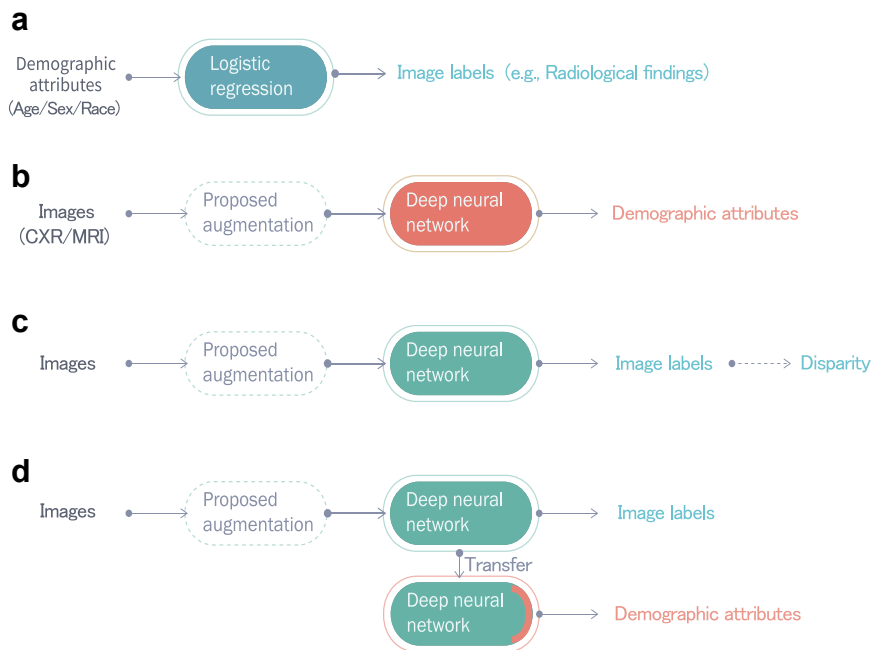 a
Demographic
attributes
(Age/Sex/Race)
Logistic
regression
Image labels (e.g., Radiological findings)
b
Images
(CXR/MRI)
Proposed
augmentation
Deep neural
network
Demographic attributes
c
Images
Proposed
augmentation
Deep neural
network
Image labels
Disparity
d
Images
Proposed
augmentation
Deep neural
network
Image labels
Transfer
Deep neural
network
Demographic attributes